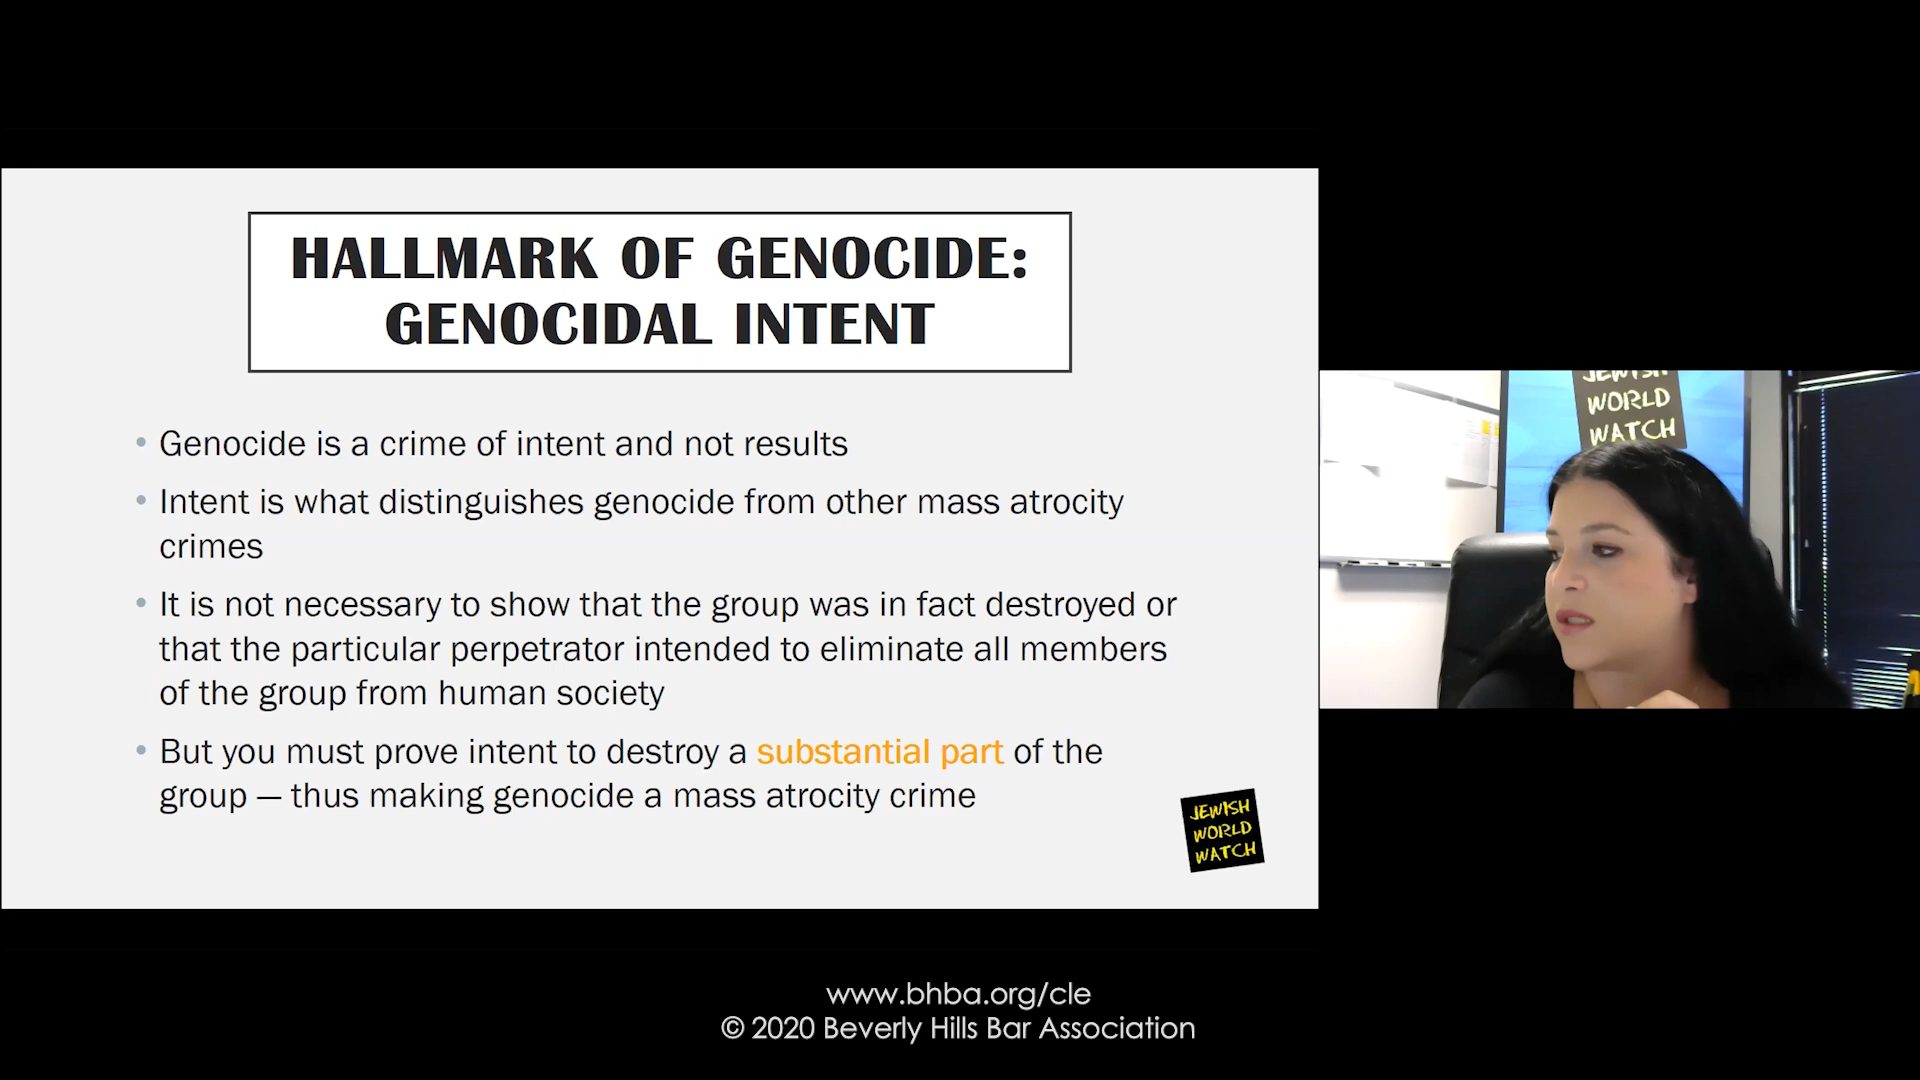 HALLMARK OF GENOCIDE:
GENOCIDAL INTENT
• Genocide is a crime of intent and not results
• Intent is what distinguishes genocide from other mass atrocity
crimes
• It is not necessary to show that the group was in fact destroyed or
that the particular perpetrator intended to eliminate all members
of the group from human society
• But you must prove intent to destroy a substantial part of the
group — thus making genocide a mass atrocity crime
JEWISH
WORLD
WATCH
JEWISH
WORLD
WATCH
www.bhba.org/cle
© 2020 Beverly Hills Bar Association